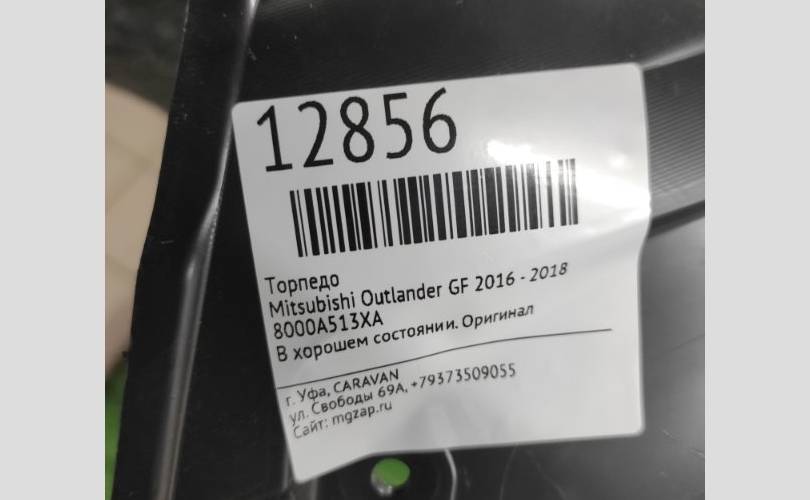 12856
Торпедо
Mitsubishi Outlander GF 2016 - 2018
8000A513XA
В хорошем состоянии. Оригинал
г. Уфа, CARAVAN
ул. Свободы 69А, +79373509055
Сайт: mgzap.ru